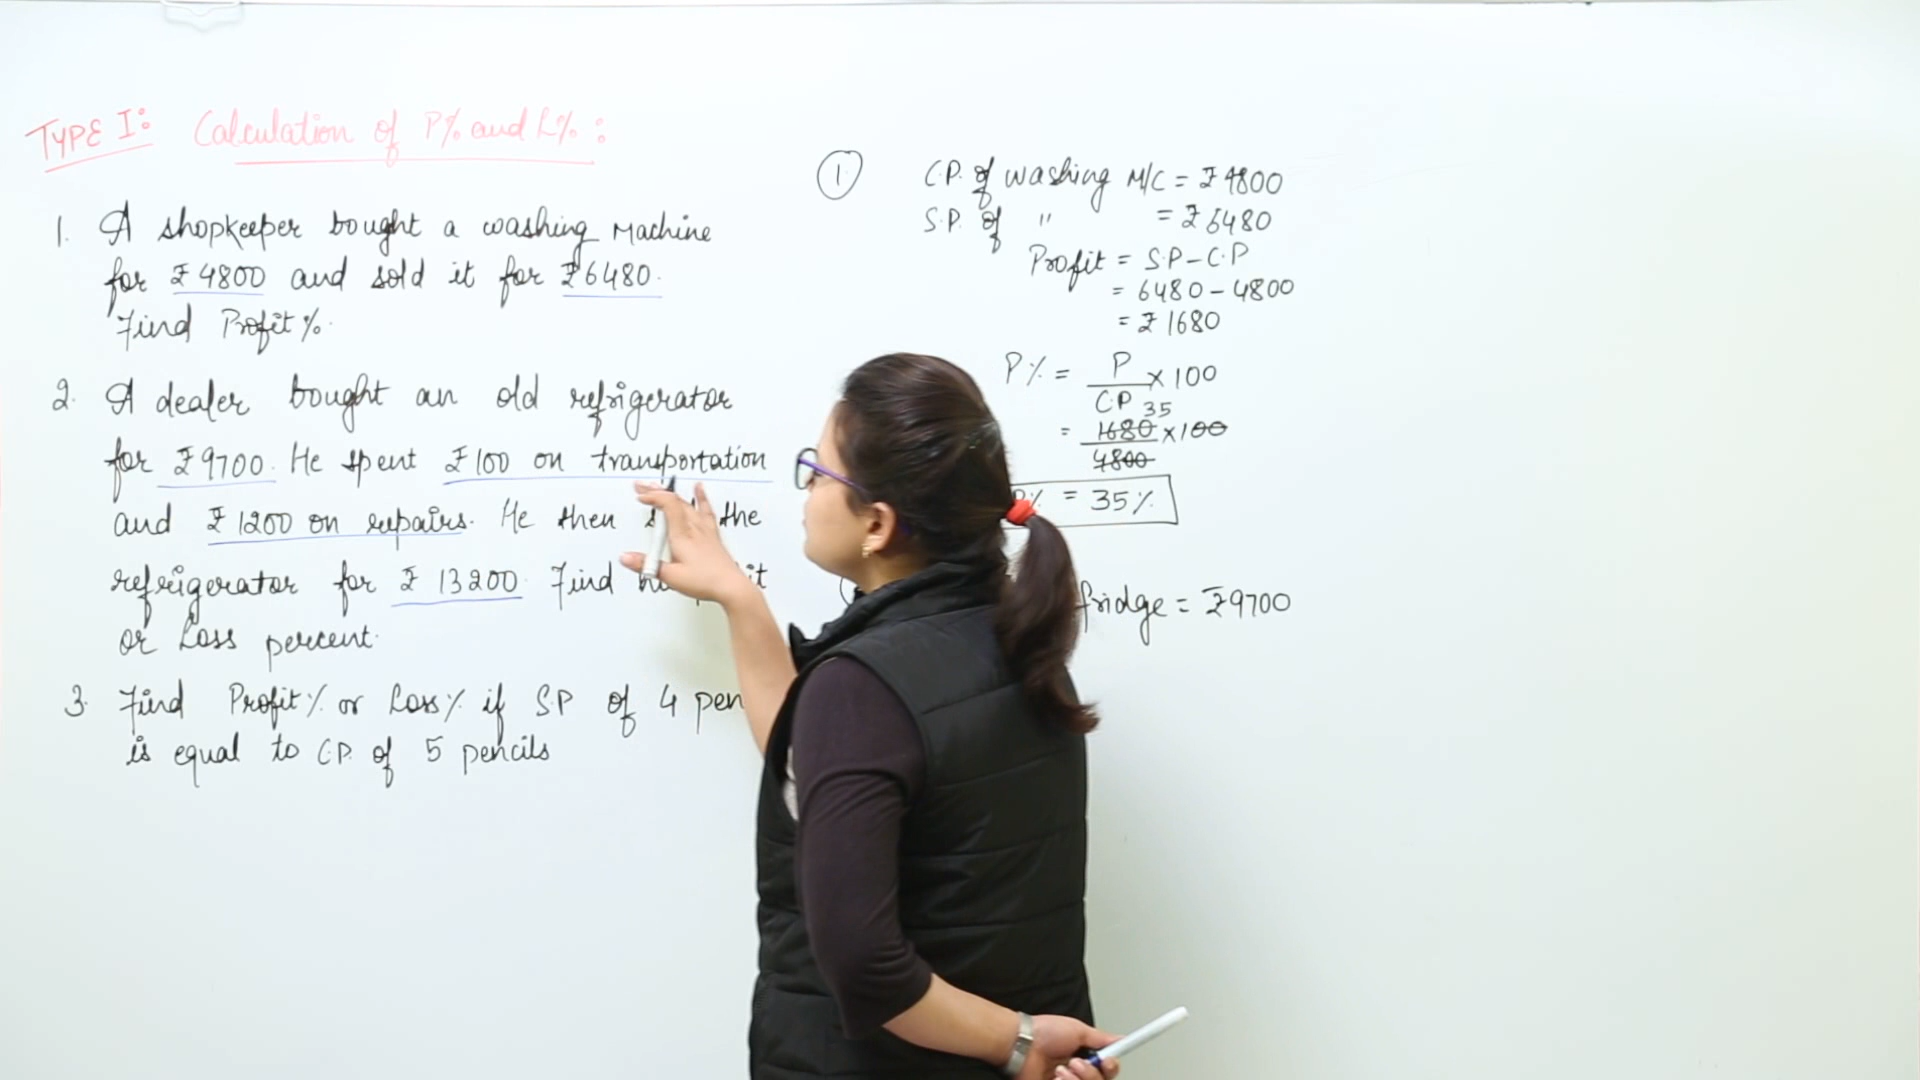 TYPE I: Calculation of P% and L% :
1. A shopkeeper bought a washing Machine
for ₹4800 and sold it for ₹6480.
Find Profit%.
2. A dealer bought an old refrigerator
for ₹9700. He spent ₹100 on transportation
and ₹1200 on repairs. He then the
refrigerator for ₹13200. Find
or Loss percent.
3. Find Profit% or Loss% if S.P of 4 pen
is equal to C.P. of 5 pencils
①
C.P. of washing M/C = ₹4800
S.P. of " = ₹6480
Profit = S.P - C.P
= 6480 - 4800
= ₹1680
P% = P/C.P × 100
= 1680/4800 × 100 35
P% = 35%
fridge = ₹9700